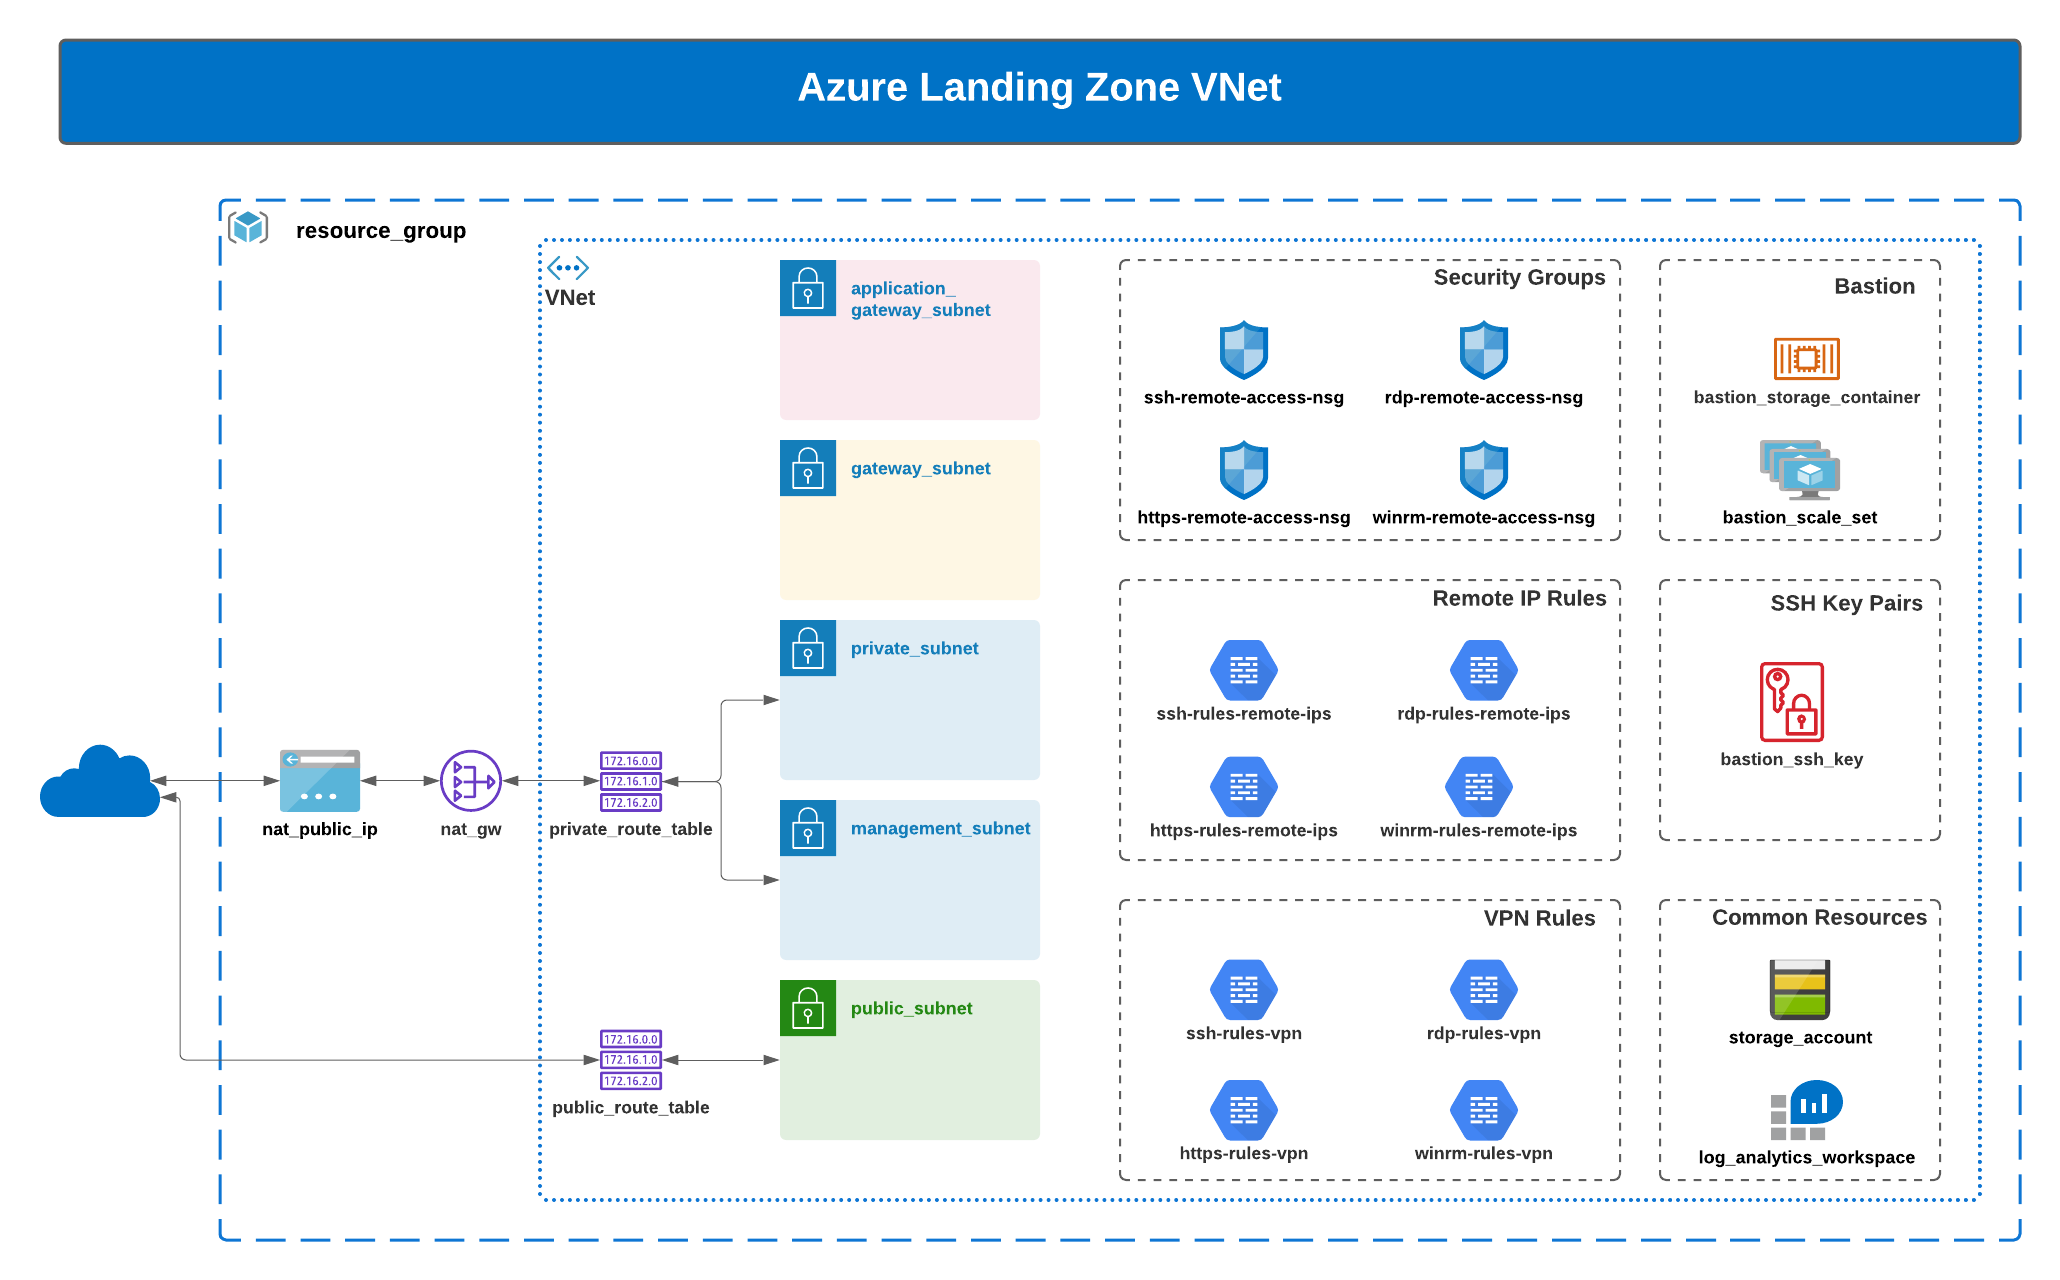 Azure Landing Zone VNet
resource_group
VNet
application_
gateway_subnet
gateway_subnet
private_subnet
management_subnet
public_subnet
nat_public_ip
nat_gw
172.16.0.0
172.16.1.0
172.16.2.0
private_route_table
172.16.0.0
172.16.1.0
172.16.2.0
public_route_table
Security Groups
ssh-remote-access-nsg
rdp-remote-access-nsg
https-remote-access-nsg
winrm-remote-access-nsg
Remote IP Rules
ssh-rules-remote-ips
rdp-rules-remote-ips
https-rules-remote-ips
winrm-rules-remote-ips
VPN Rules
ssh-rules-vpn
rdp-rules-vpn
https-rules-vpn
winrm-rules-vpn
Bastion
bastion_storage_container
bastion_scale_set
SSH Key Pairs
bastion_ssh_key
Common Resources
storage_account
log_analytics_workspace